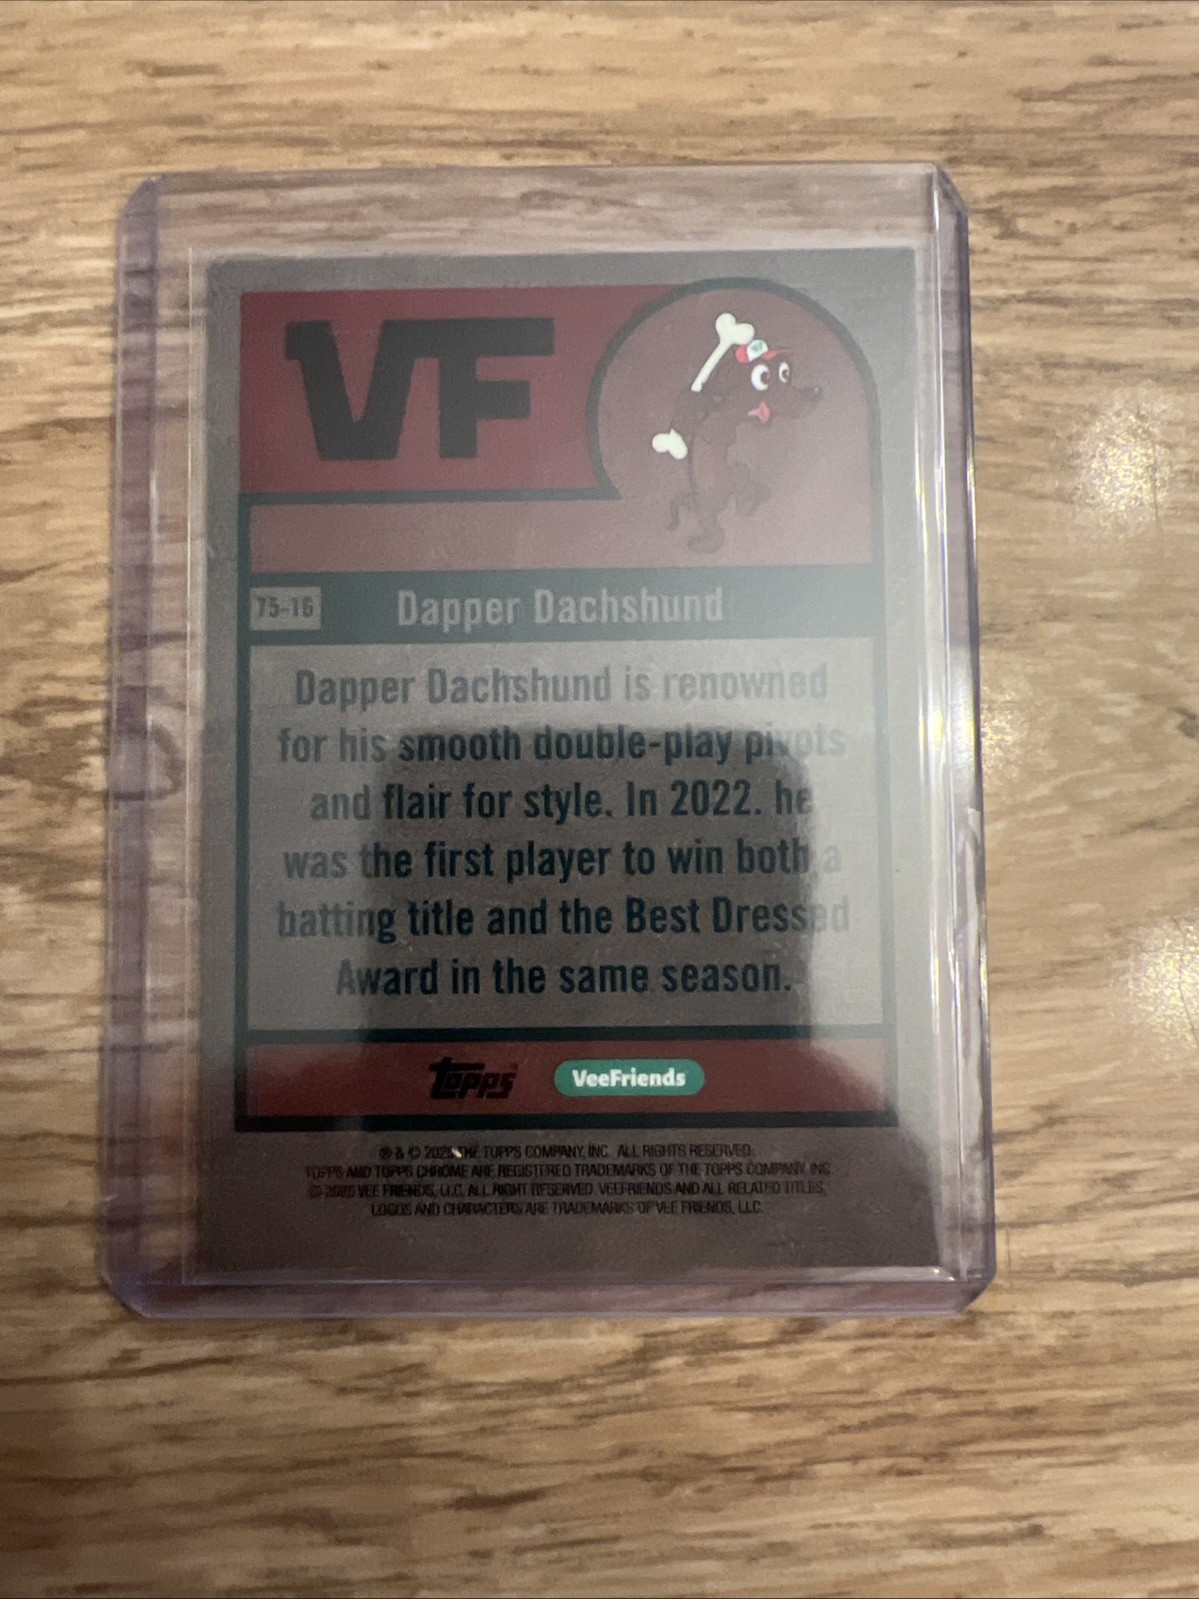 VF
75-16
Dapper Dachshund
Dapper Dachshund is renowned
for his smooth double-play pivots
and flair for style. In 2022. he
was the first player to win both a
batting title and the Best Dressed
Award in the same season.
topps
VeeFriends
® & © THE TOPPS COMPANY, INC. ALL RIGHTS RESERVED.
TOPPS AND TOPPS CHROME ARE REGISTERED TRADEMARKS OF THE TOPPS COMPANY, INC.
© VEE FRIENDS, LLC, ALL RIGHT RESERVED. VEEFRIENDS AND ALL RELATED TITLES,
LOGOS AND CHARACTERS ARE TRADEMARKS OF VEE FRIENDS, LLC.